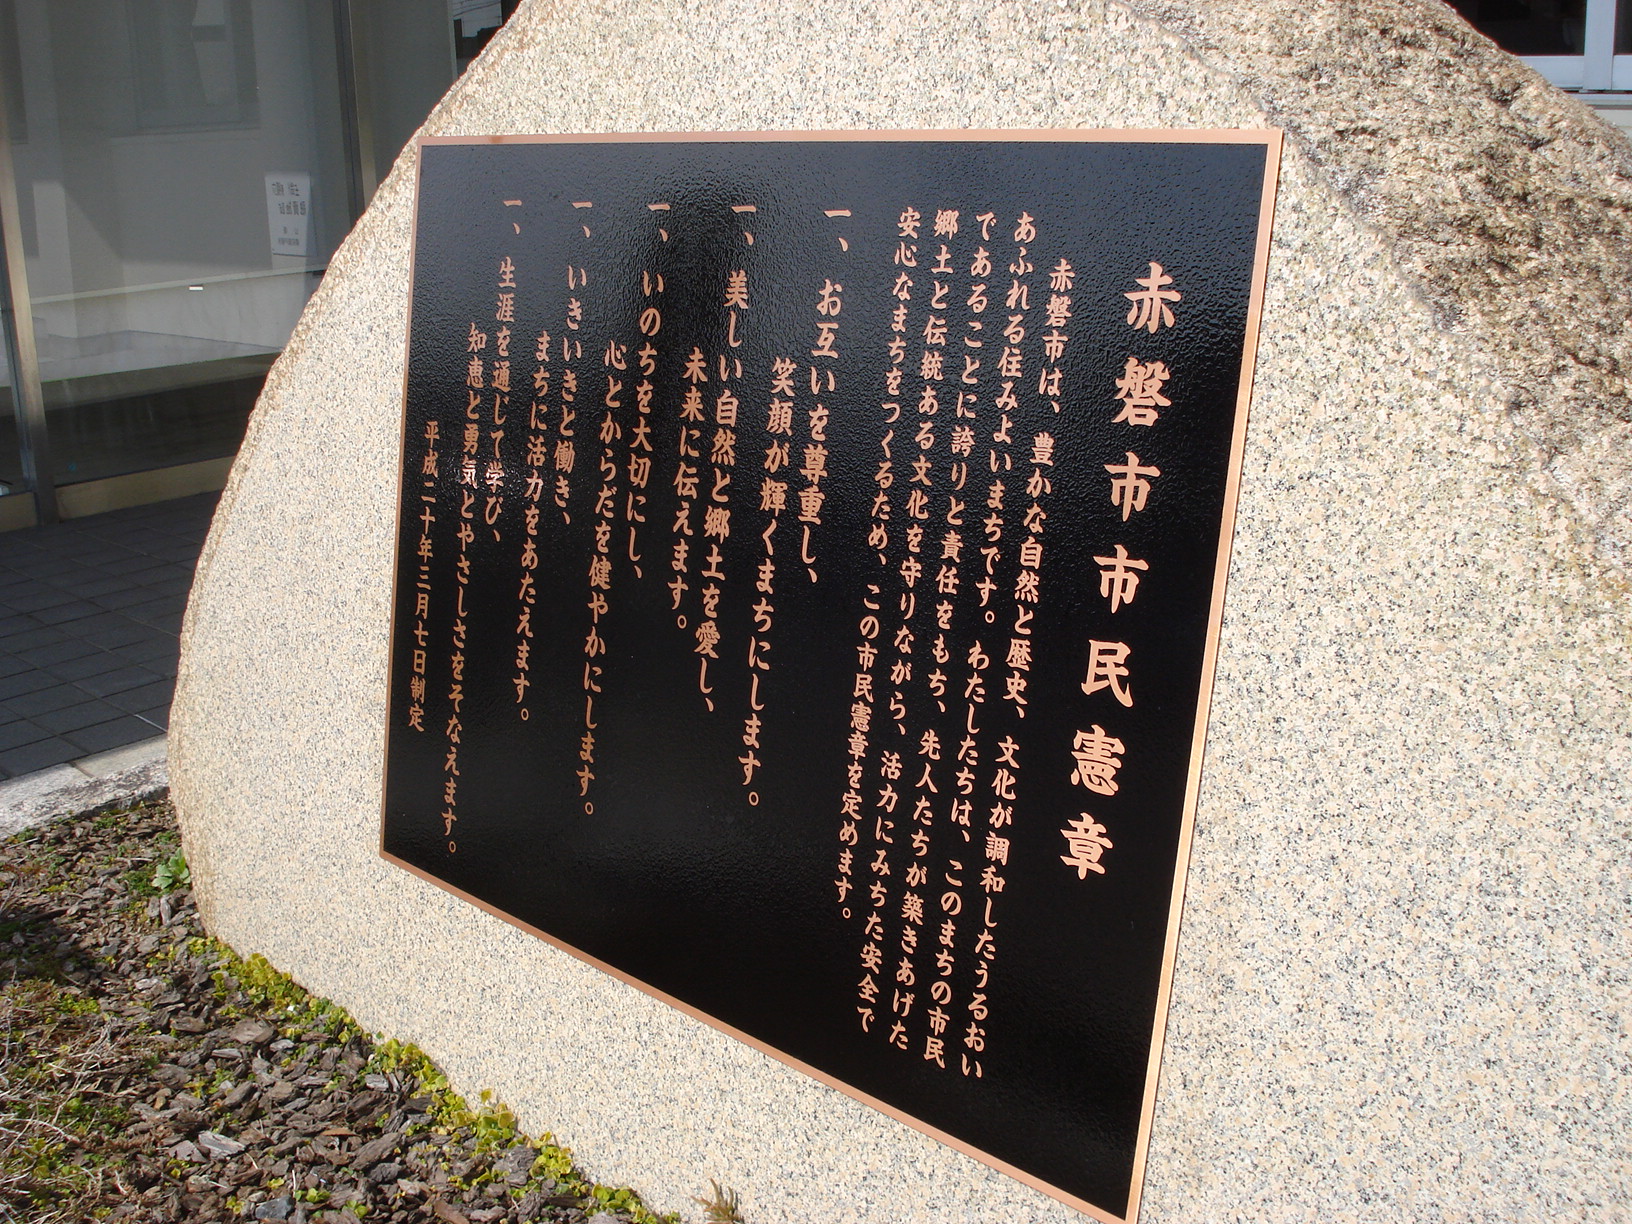 赤磐市市民憲章
赤磐市は、豊かな自然と歴史、文化が調和したうるおい
あふれる住みよいまちです。わたしたちは、このまちの市民
であることに誇りと責任をもち、先人たちが築きあげた
郷土と伝統ある文化を守りながら、活力にみちた安全で
安心なまちをつくるため、この市民憲章を定めます。
一、お互いを尊重し、
笑顔が輝くまちにします。
一、美しい自然と郷土を愛し、
未来に伝えます。
一、いのちを大切にし、
心とからだを健やかにします。
一、いきいきと働き、
まちに活力をあたえます。
一、生涯を通じて学び、
知恵と勇気とやさしさをそなえます。
平成二十年三月七日制定